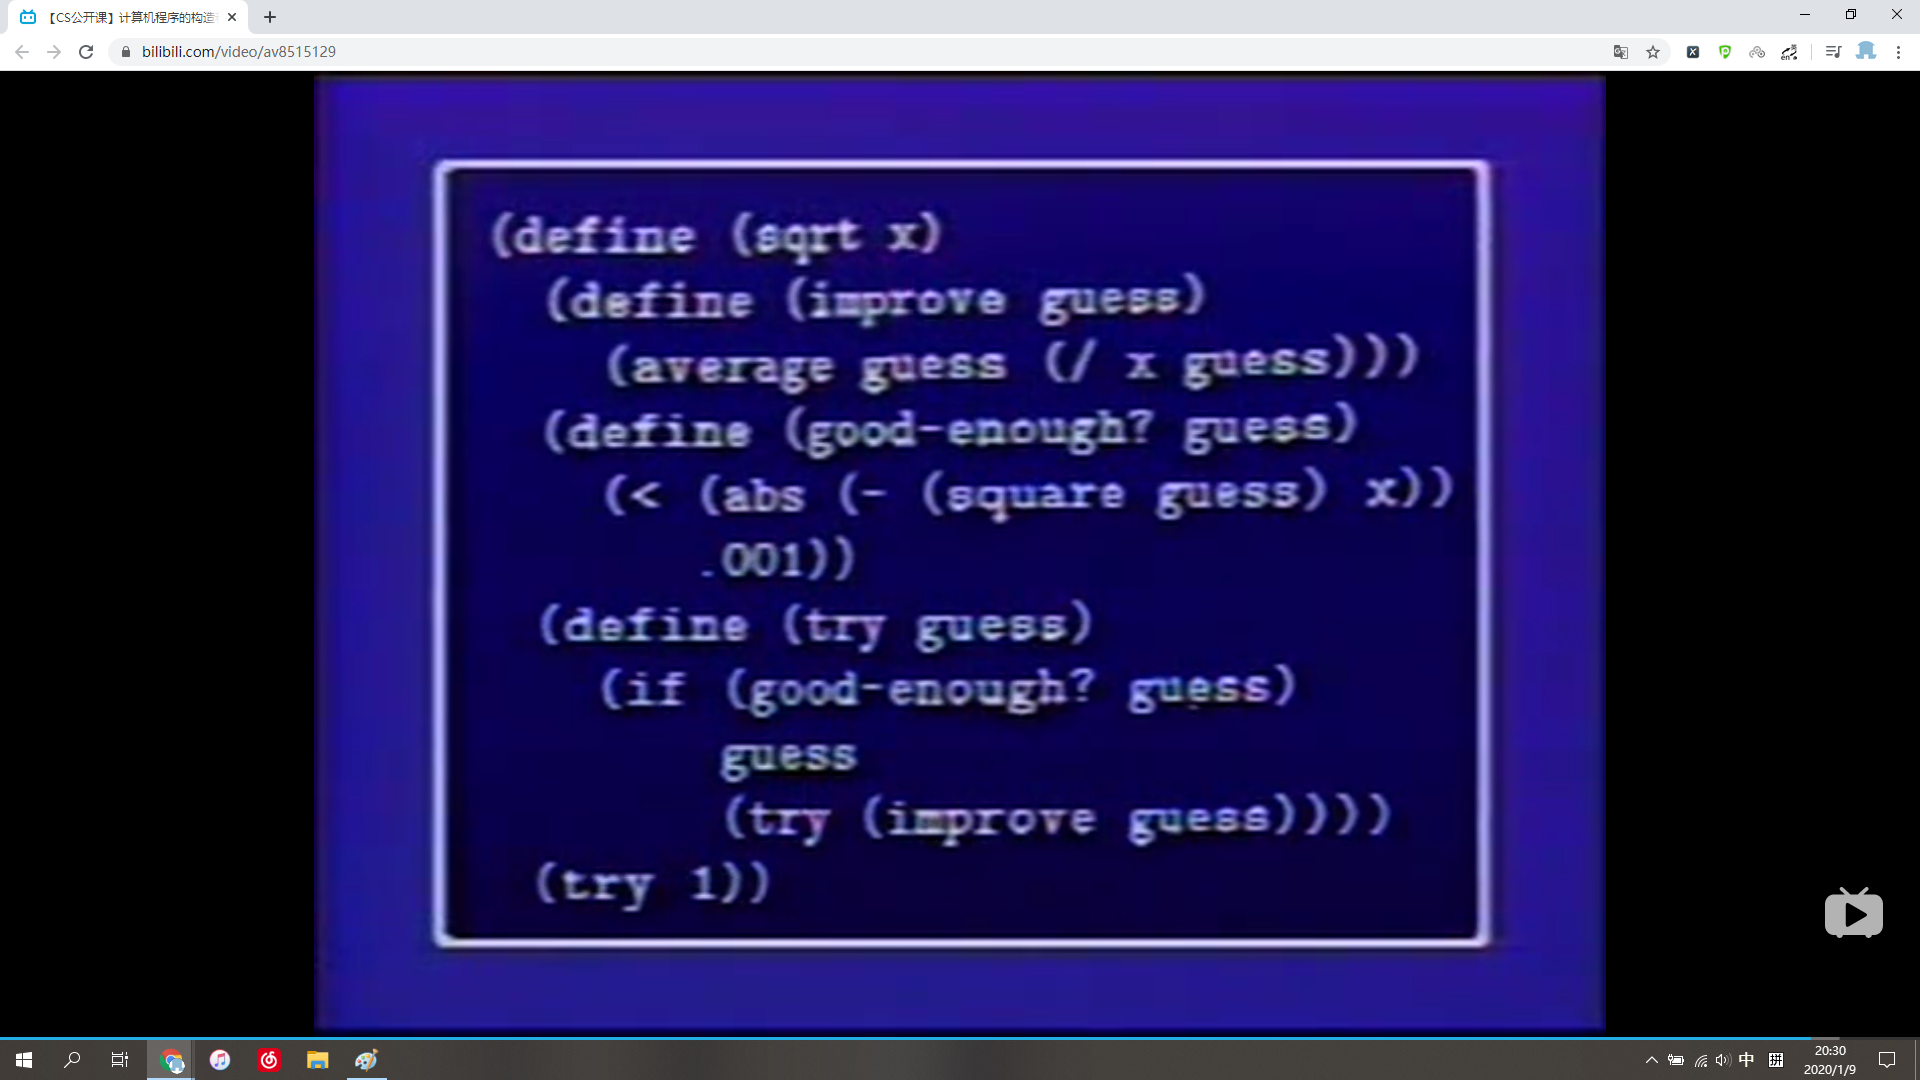 【CS公开课】计算机程序的构造
bilibili.com/video/av8515129
(define (sqrt x)
(define (improve guess)
(average guess (/ x guess)))
(define (good-enough? guess)
(< (abs (- (square guess) x))
.001))
(define (try guess)
(if (good-enough? guess)
guess
(try (improve guess))))
(try 1))
中
拼
20:30
2020/1/9